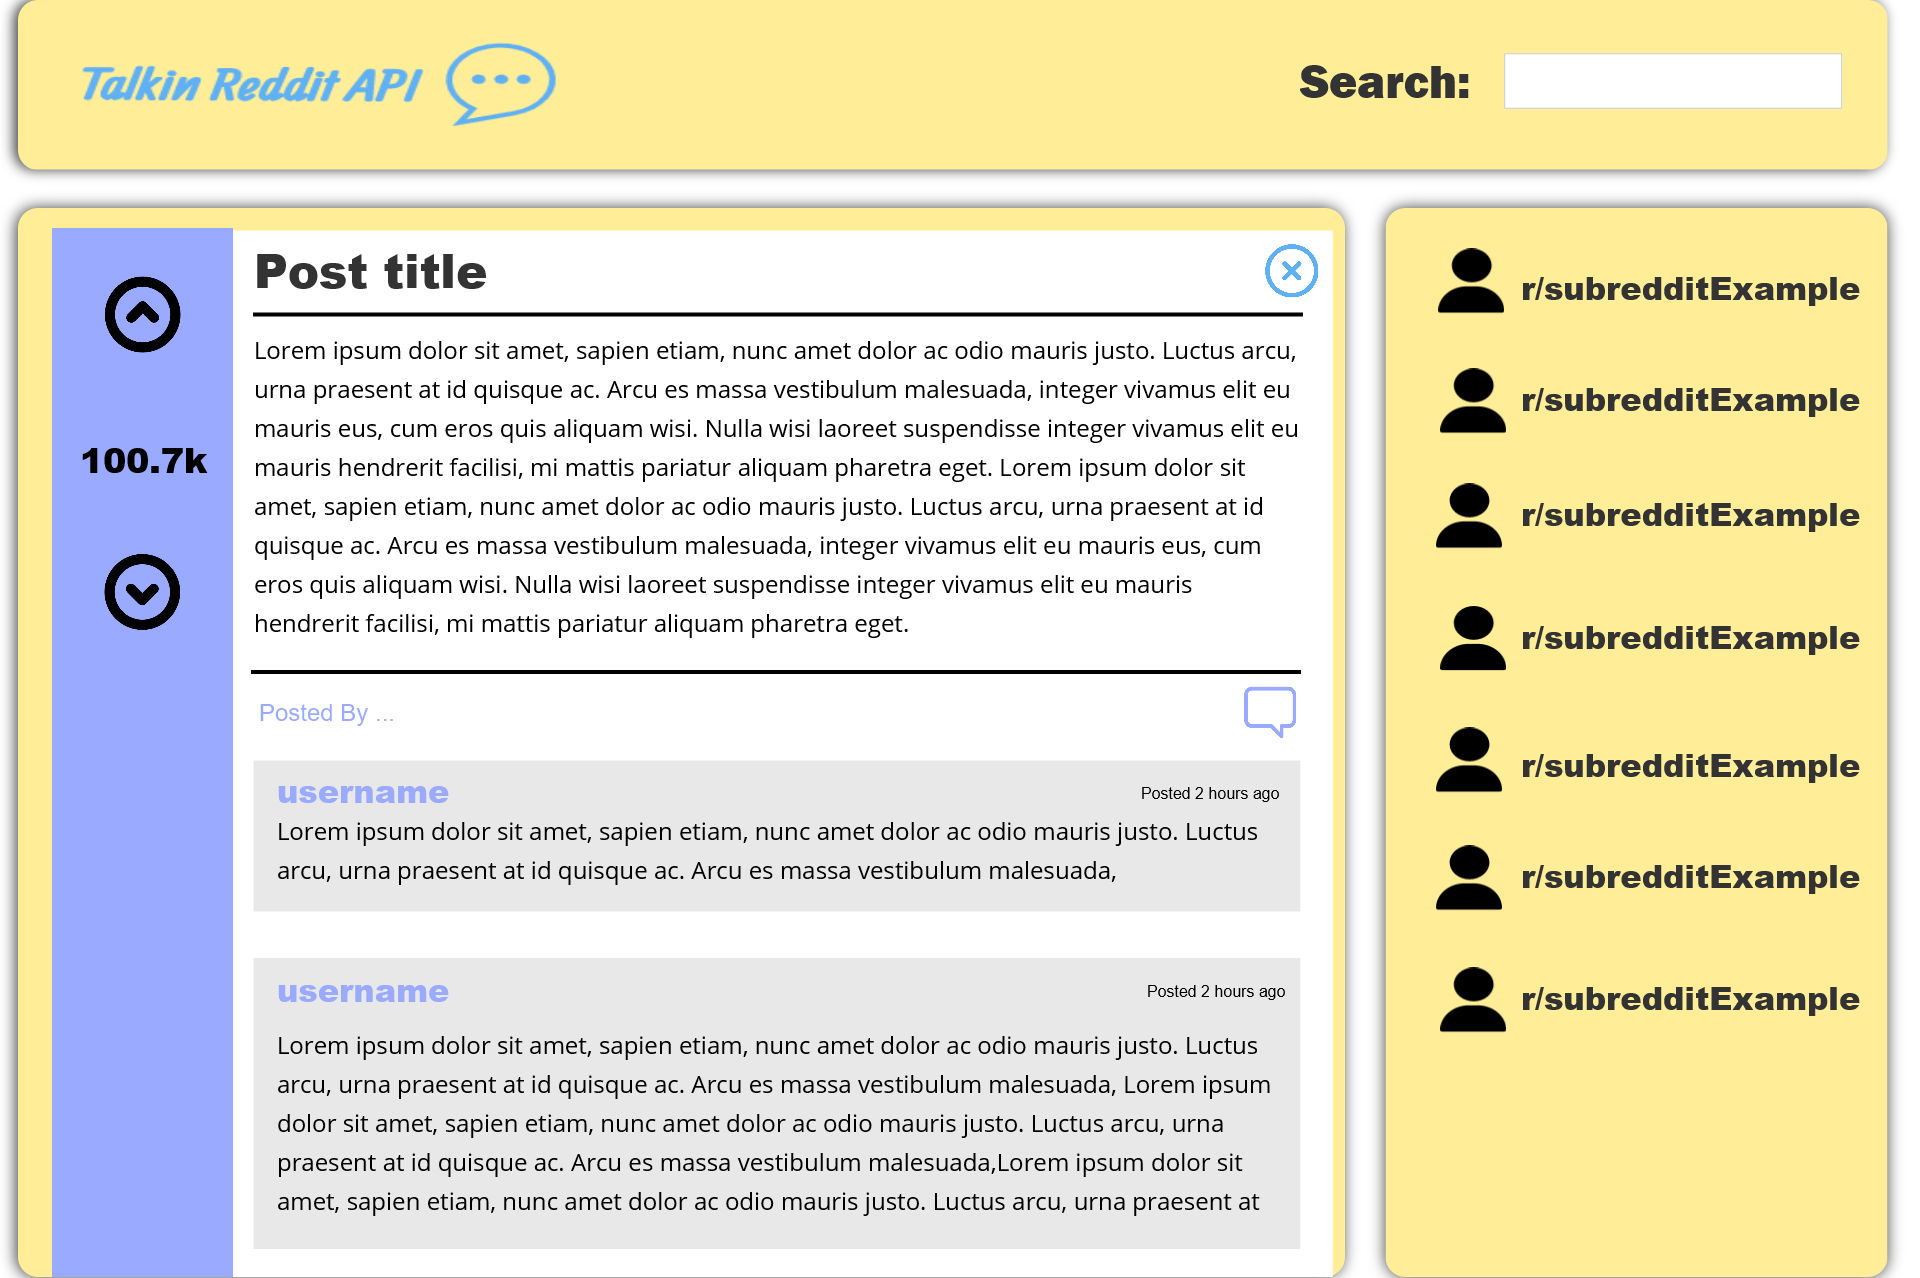 Talkin Reddit API
Search:
Post title
100.7k
Lorem ipsum dolor sit amet, sapien etiam, nunc amet dolor ac odio mauris justo. Luctus arcu,
urna praesent at id quisque ac. Arcu es massa vestibulum malesuada, integer vivamus elit eu
mauris eus, cum eros quis aliquam wisi. Nulla wisi laoreet suspendisse integer vivamus elit eu
mauris hendrerit facilisi, mi mattis pariatur aliquam pharetra eget. Lorem ipsum dolor sit
amet, sapien etiam, nunc amet dolor ac odio mauris justo. Luctus arcu, urna praesent at id
quisque ac. Arcu es massa vestibulum malesuada, integer vivamus elit eu mauris eus, cum
eros quis aliquam wisi. Nulla wisi laoreet suspendisse integer vivamus elit eu mauris
hendrerit facilisi, mi mattis pariatur aliquam pharetra eget.
Posted By ...
username
Posted 2 hours ago
Lorem ipsum dolor sit amet, sapien etiam, nunc amet dolor ac odio mauris justo. Luctus
arcu, urna praesent at id quisque ac. Arcu es massa vestibulum malesuada,
username
Posted 2 hours ago
Lorem ipsum dolor sit amet, sapien etiam, nunc amet dolor ac odio mauris justo. Luctus
arcu, urna praesent at id quisque ac. Arcu es massa vestibulum malesuada, Lorem ipsum
dolor sit amet, sapien etiam, nunc amet dolor ac odio mauris justo. Luctus arcu, urna
praesent at id quisque ac. Arcu es massa vestibulum malesuada,Lorem ipsum dolor sit
amet, sapien etiam, nunc amet dolor ac odio mauris justo. Luctus arcu, urna praesent at
r/subredditExample
r/subredditExample
r/subredditExample
r/subredditExample
r/subredditExample
r/subredditExample
r/subredditExample